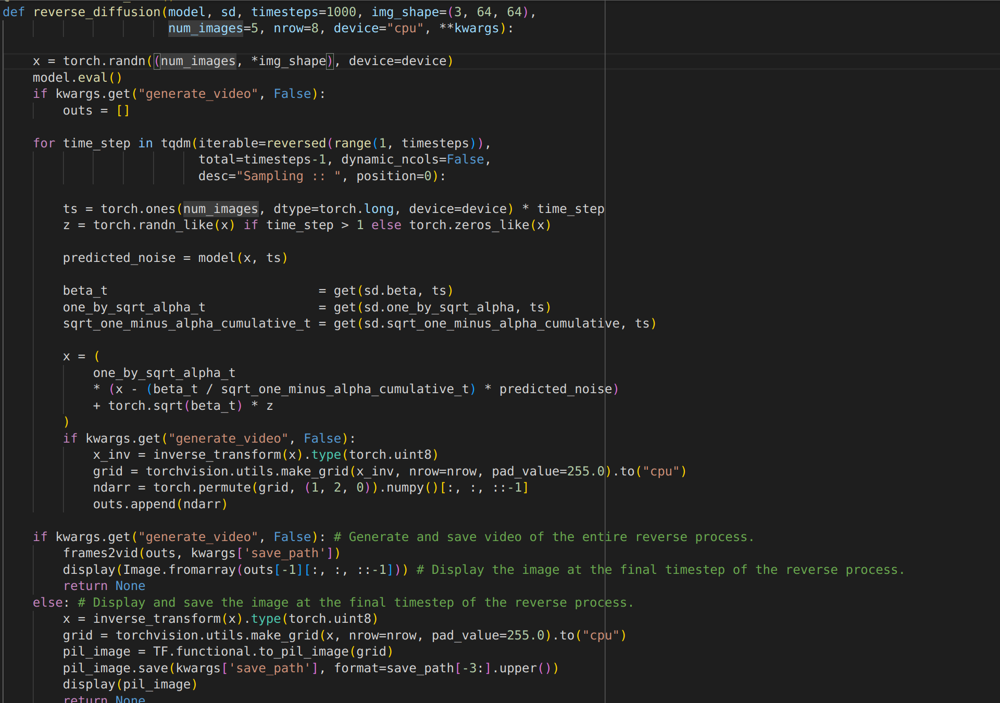 def reverse_diffusion(model, sd, timesteps=1000, img_shape=(3, 64, 64),
                      num_images=5, nrow=8, device="cpu", **kwargs):

    x = torch.randn((num_images, *img_shape), device=device)
    model.eval()
    if kwargs.get("generate_video", False):
        outs = []

    for time_step in tqdm(iterable=reversed(range(1, timesteps)),
                          total=timesteps-1, dynamic_ncols=False,
                          desc="Sampling :: ", position=0):

        ts = torch.ones(num_images, dtype=torch.long, device=device) * time_step
        z = torch.randn_like(x) if time_step > 1 else torch.zeros_like(x)

        predicted_noise = model(x, ts)

        beta_t                            = get(sd.beta, ts)
        one_by_sqrt_alpha_t               = get(sd.one_by_sqrt_alpha, ts)
        sqrt_one_minus_alpha_cumulative_t = get(sd.sqrt_one_minus_alpha_cumulative, ts)

        x = (
            one_by_sqrt_alpha_t
            * (x - (beta_t / sqrt_one_minus_alpha_cumulative_t) * predicted_noise)
            + torch.sqrt(beta_t) * z
        )
        if kwargs.get("generate_video", False):
            x_inv = inverse_transform(x).type(torch.uint8)
            grid = torchvision.utils.make_grid(x_inv, nrow=nrow, pad_value=255.0).to("cpu")
            ndarr = torch.permute(grid, (1, 2, 0)).numpy()[:, :, ::-1]
            outs.append(ndarr)

    if kwargs.get("generate_video", False): # Generate and save video of the entire reverse process.
        frames2vid(outs, kwargs['save_path'])
        display(Image.fromarray(outs[-1][:, :, ::-1])) # Display the image at the final timestep of the reverse process.
        return None
    else: # Display and save the image at the final timestep of the reverse process.
        x = inverse_transform(x).type(torch.uint8)
        grid = torchvision.utils.make_grid(x, nrow=nrow, pad_value=255.0).to("cpu")
        pil_image = TF.functional.to_pil_image(grid)
        pil_image.save(kwargs['save_path'], format=save_path[-3:].upper())
        display(pil_image)
        return None